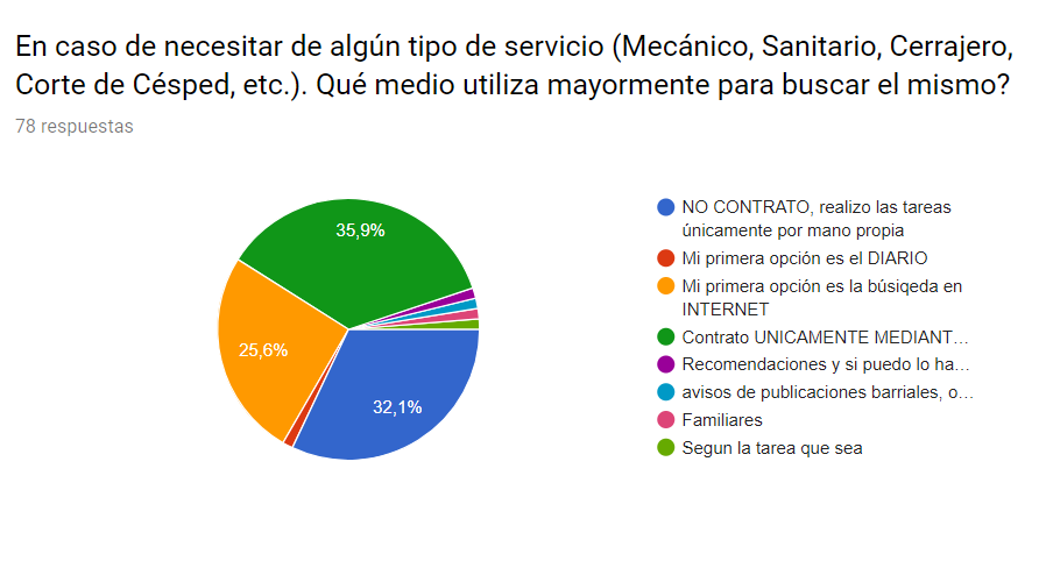 En caso de necesitar de algún tipo de servicio (Mecánico, Sanitario, Cerrajero,
Corte de Césped, etc.). Qué medio utiliza mayormente para buscar el mismo?
78 respuestas
35,9%
25,6%
32,1%
NO CONTRATO, realizo las tareas
únicamente por mano propia
Mi primera opción es el DIARIO
Mi primera opción es la búsiqeda en
INTERNET
Contrato UNICAMENTE MEDIANT…
Recomendaciones y si puedo lo ha…
avisos de publicaciones barriales, o…
Familiares
Segun la tarea que sea